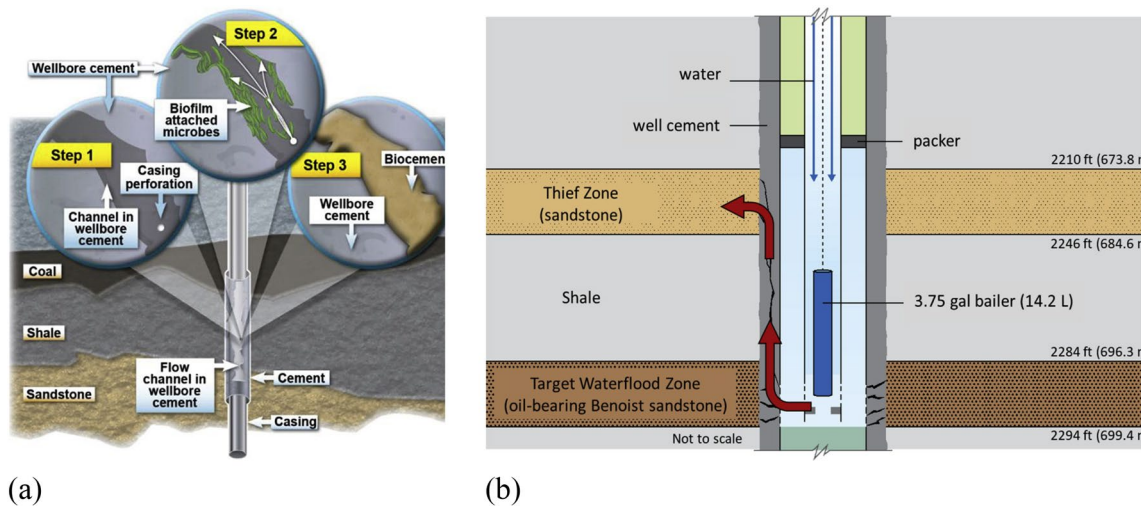 Step 2
Wellbore cement
Biofilm
attached
microbes
Step 1
Casing
perforation
Channel in
wellbore
cement
Step 3
Biocement
Wellbore
cement
Coal
Shale
Sandstone
Flow
channel in
wellbore
cement
Cement
Casing
(a)
water
well cement
packer
2210 ft (673.8 m
Thief Zone
(sandstone)
2246 ft (684.6 m
Shale
3.75 gal bailer (14.2 L)
2284 ft (696.3 m
Target Waterflood Zone
(oil-bearing Benoist sandstone)
Not to scale
2294 ft (699.4 m
(b)